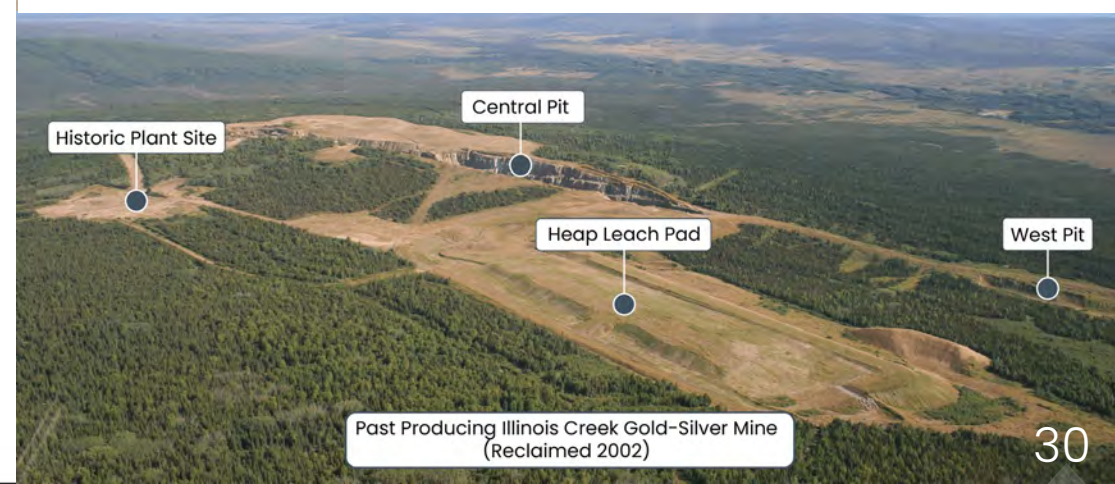 Central Pit
Historic Plant Site
Heap Leach Pad
West Pit
Past Producing Illinois Creek Gold-Silver Mine
(Reclaimed 2002)
30